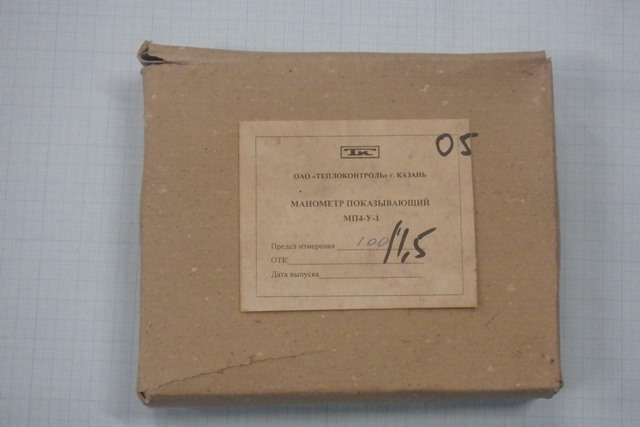 05
ТК
ОАО «ТЕПЛОКОНТРОЛЬ» г. КАЗАНЬ
МАНОМЕТР ПОКАЗЫВАЮЩИЙ
МП4-У-1
Предел измерения 100/1,5
ОТК
Дата выпуска